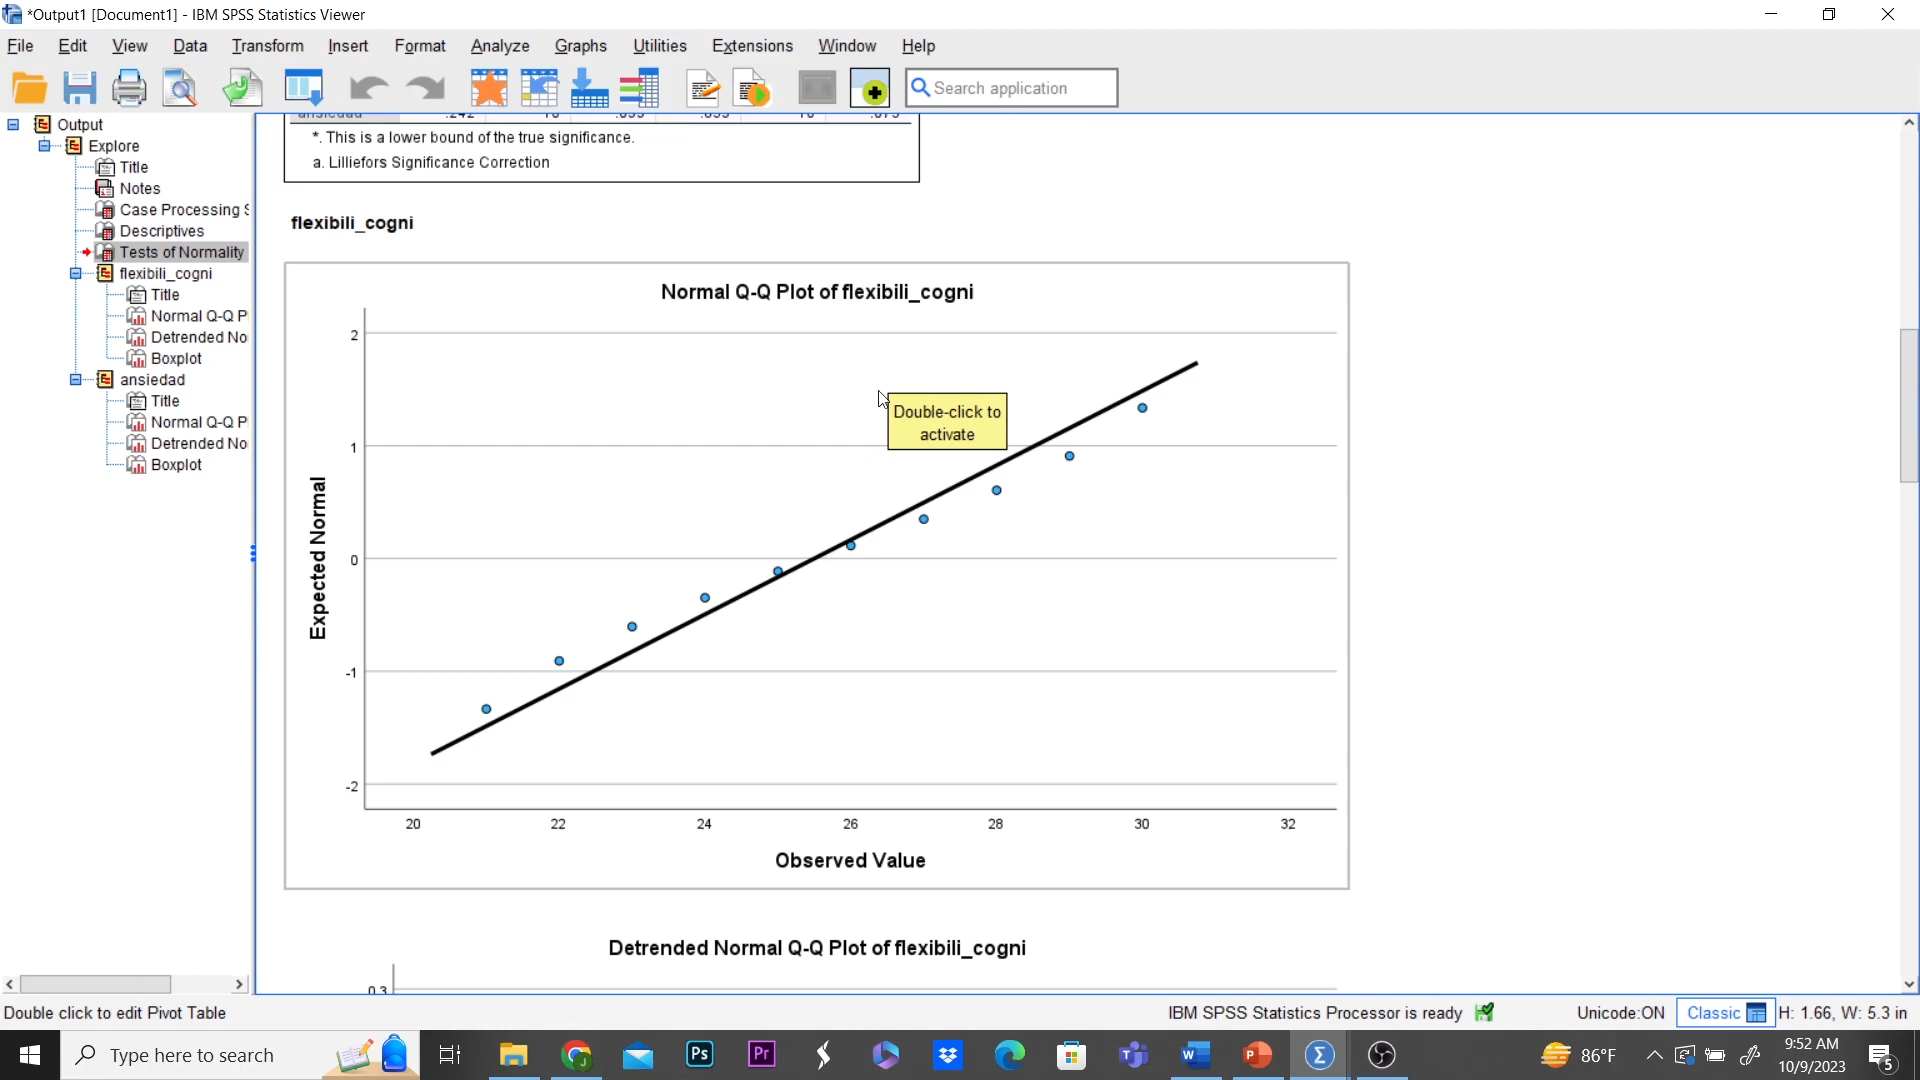 *Output1 [Document1] - IBM SPSS Statistics Viewer
File Edit View Data Transform Insert Format Analyze Graphs Utilities Extensions Window Help
Search application
Output
Explore
Title
Notes
Case Processing S
Descriptives
Tests of Normality
flexibili_cogni
Title
Normal Q-Q P
Detrended No
Boxplot
ansiedad
Title
Normal Q-Q P
Detrended No
Boxplot
*. This is a lower bound of the true significance.
a. Lilliefors Significance Correction
flexibili_cogni
Normal Q-Q Plot of flexibili_cogni
2
1
0
-1
-2
Expected Normal
Double-click to
activate
20 22 24 26 28 30 32
Observed Value
Detrended Normal Q-Q Plot of flexibili_cogni
0.3
Double click to edit Pivot Table
IBM SPSS Statistics Processor is ready
Unicode:ON
Classic
H: 1.66, W: 5.3 in
Type here to search
Ps
Pr
86°F
9:52 AM
10/9/2023
5